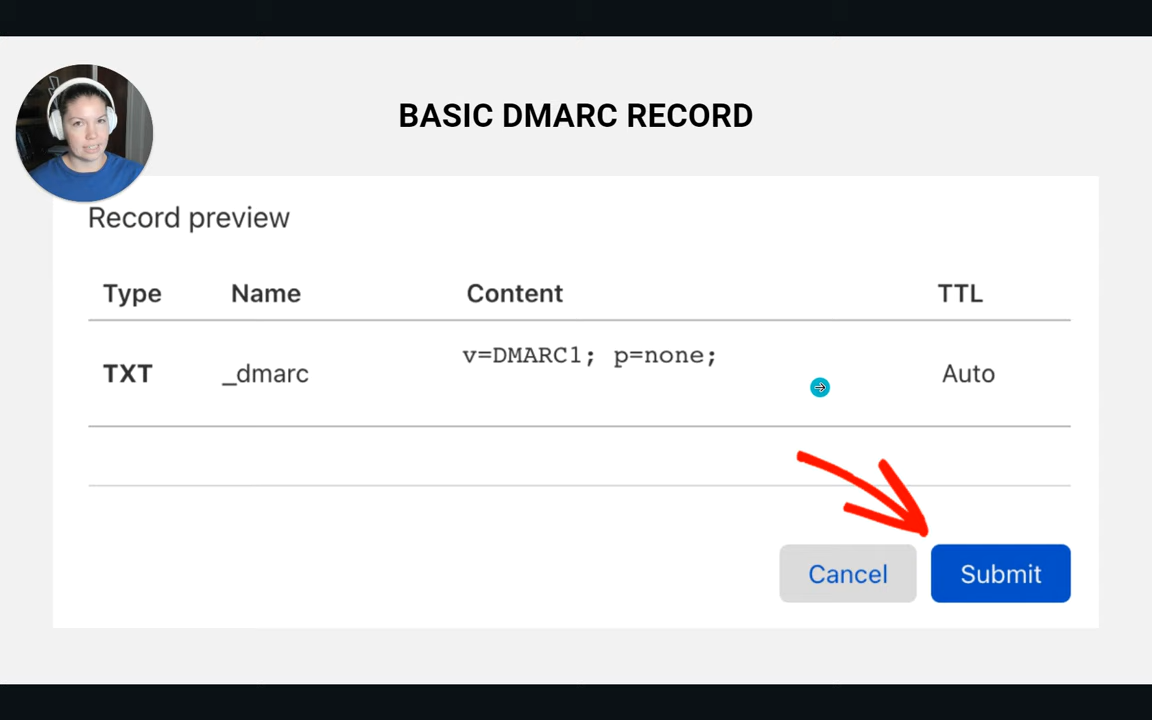 BASIC DMARC RECORD
Record preview
Type Name Content TTL
TXT _dmarc v=DMARC1; p=none; Auto
Cancel Submit